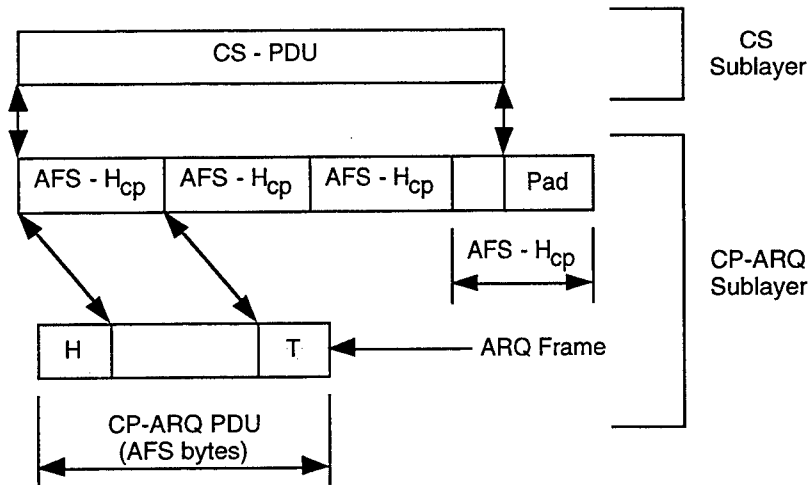 CS - PDU
CS
Sublayer
AFS - Hcp
AFS - Hcp
AFS - Hcp
Pad
AFS - Hcp
CP-ARQ
Sublayer
H
T
ARQ Frame
CP-ARQ PDU
(AFS bytes)